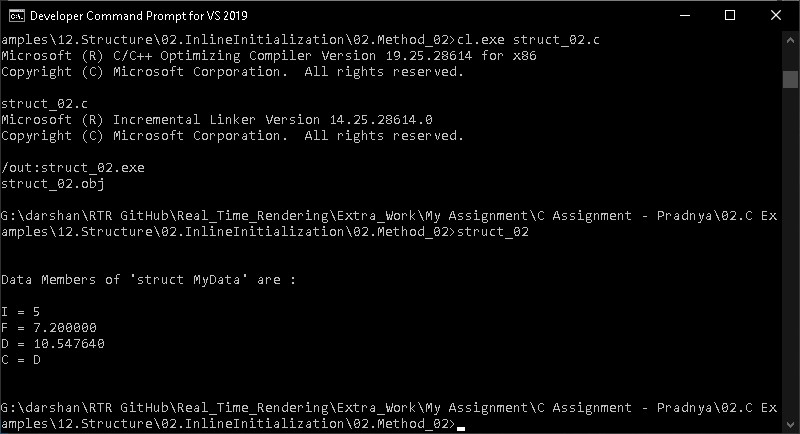 Developer Command Prompt for VS 2019
amples\12.Structure\02.InlineInitialization\02.Method_02>cl.exe struct_02.c
Microsoft (R) C/C++ Optimizing Compiler Version 19.25.28614 for x86
Copyright (C) Microsoft Corporation.  All rights reserved.
struct_02.c
Microsoft (R) Incremental Linker Version 14.25.28614.0
Copyright (C) Microsoft Corporation.  All rights reserved.
/out:struct_02.exe
struct_02.obj
G:\darshan\RTR GitHub\Real_Time_Rendering\Extra_Work\My Assignment\C Assignment - Pradnya\02.C Ex
amples\12.Structure\02.InlineInitialization\02.Method_02>struct_02
Data Members of 'struct MyData' are :
I = 5
F = 7.200000
D = 10.547640
C = D
G:\darshan\RTR GitHub\Real_Time_Rendering\Extra_Work\My Assignment\C Assignment - Pradnya\02.C Ex
amples\12.Structure\02.InlineInitialization\02.Method_02>